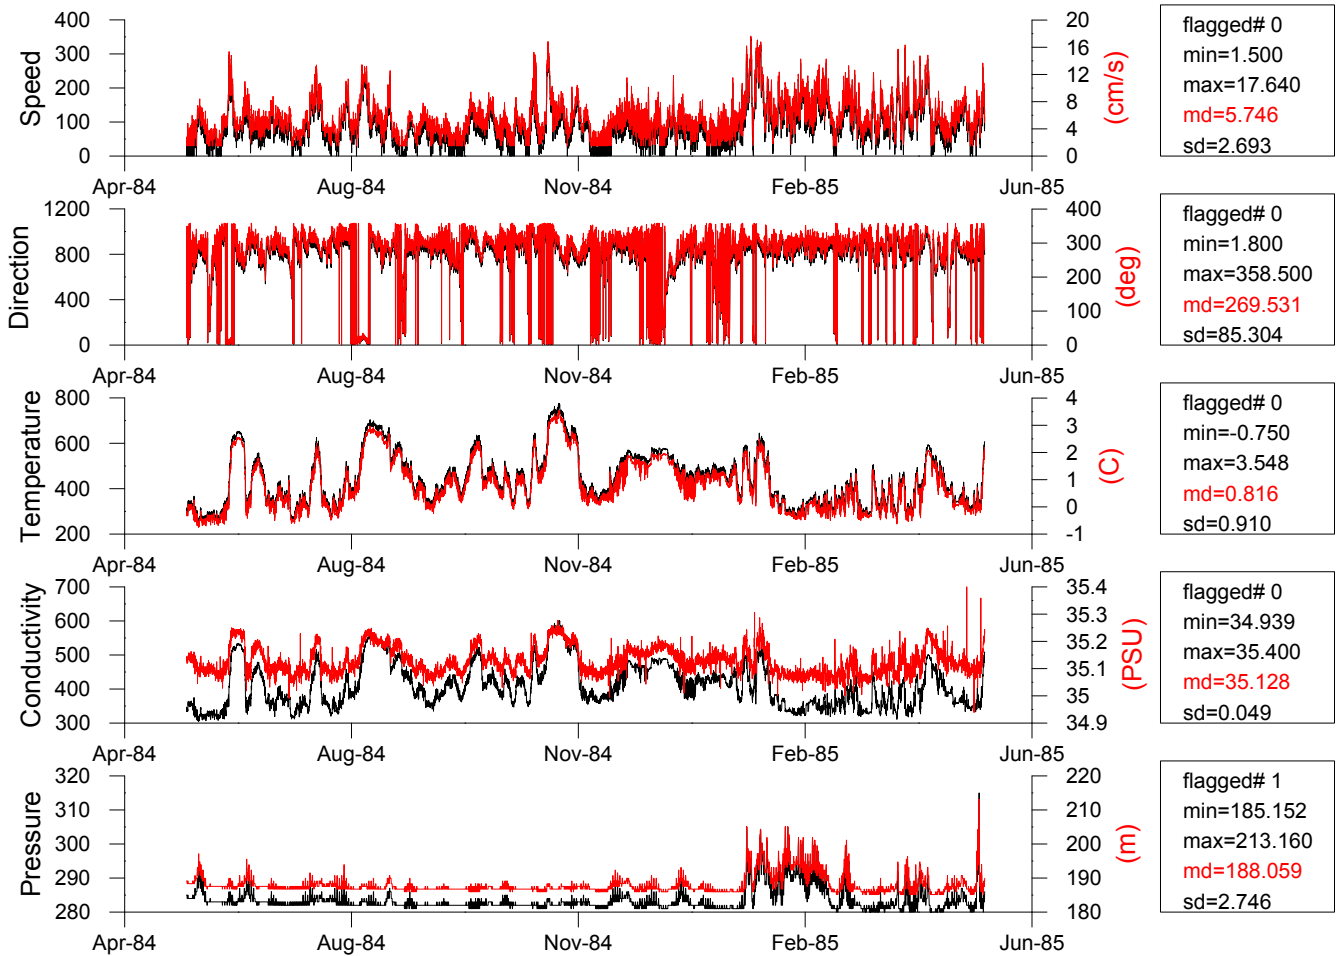 400
300
200
100
0
Speed
20
16
12
8
4
0
(cm/s)
Apr-84 Aug-84 Nov-84 Feb-85 Jun-85
flagged# 0
min=1.500
max=17.640
md=5.746
sd=2.693
1200
800
400
0
Direction
400
300
200
100
0
(deg)
Apr-84 Aug-84 Nov-84 Feb-85 Jun-85
flagged# 0
min=1.800
max=358.500
md=269.531
sd=85.304
800
600
400
200
Temperature
4
3
2
1
0
-1
(C)
Apr-84 Aug-84 Nov-84 Feb-85 Jun-85
flagged# 0
min=-0.750
max=3.548
md=0.816
sd=0.910
700
600
500
400
300
Conductivity
35.4
35.3
35.2
35.1
35
34.9
(PSU)
Apr-84 Aug-84 Nov-84 Feb-85 Jun-85
flagged# 0
min=34.939
max=35.400
md=35.128
sd=0.049
320
310
300
290
280
Pressure
220
210
200
190
180
(m)
Apr-84 Aug-84 Nov-84 Feb-85 Jun-85
flagged# 1
min=185.152
max=213.160
md=188.059
sd=2.746